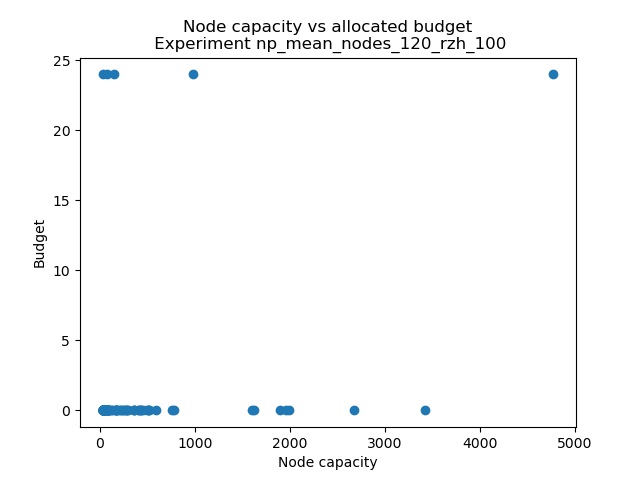 Node capacity vs allocated budget
Experiment np_mean_nodes_120_rzh_100
25
20
15
10
5
0
Budget
0 1000 2000 3000 4000 5000
Node capacity